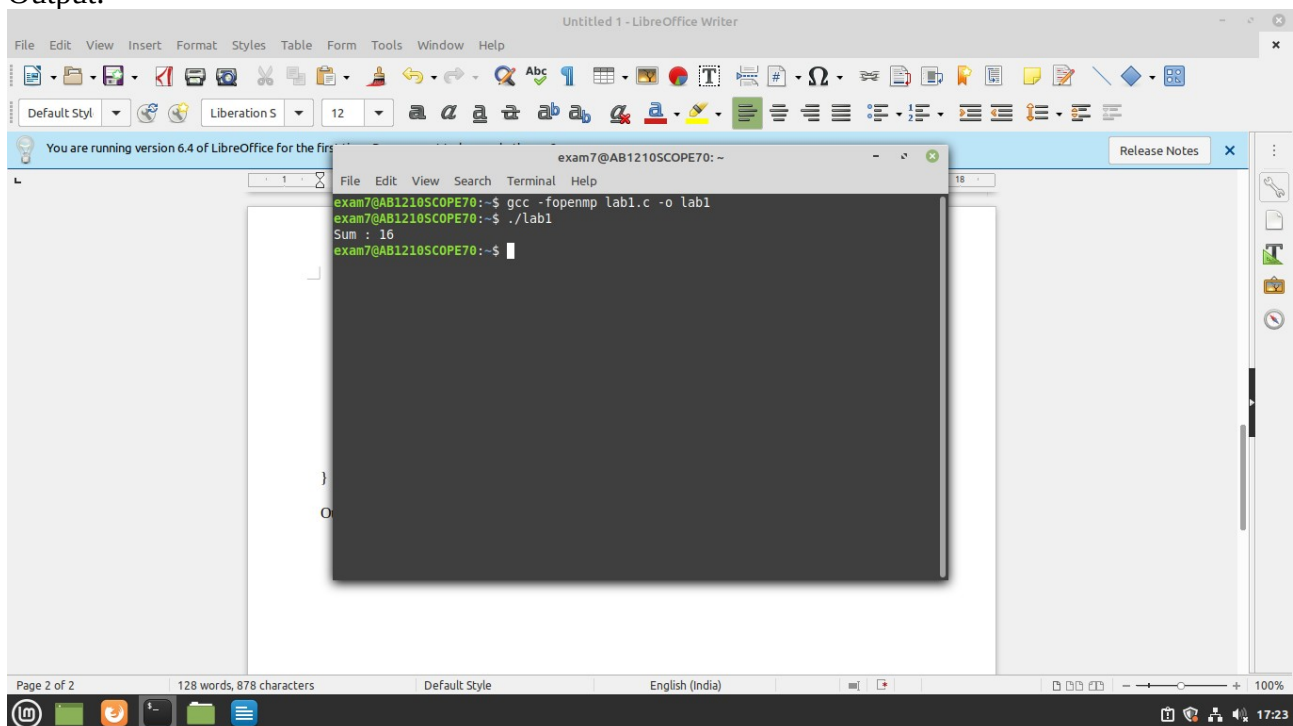 Output:
Untitled 1 - LibreOffice Writer
File Edit View Insert Format Styles Table Form Tools Window Help
Default Styl Liberation S 12
You are running version 6.4 of LibreOffice for the firs
Release Notes
exam7@AB1210SCOPE70: ~
1 18
File Edit View Search Terminal Help
exam7@AB1210SCOPE70:~$ gcc -fopenmp lab1.c -o lab1
exam7@AB1210SCOPE70:~$ ./lab1
Sum : 16
exam7@AB1210SCOPE70:~$
}
O
Page 2 of 2 128 words, 878 characters Default Style English (India) 100%
17:23